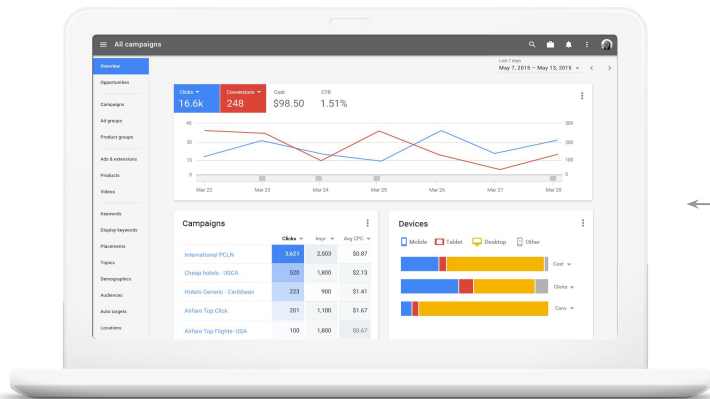 All campaigns
Last 7 days
May 7, 2015 – May 13, 2015
Overview
Opportunities
Campaigns
Ad groups
Product groups
Ads & extensions
Products
Videos
Keywords
Display keywords
Placements
Topics
Demographics
Audiences
Auto targets
Locations
Clicks Conversions Cost CTR
16.6k 248 $98.50 1.51%
45 300
30 200
15 100
0 0
Mar 22 Mar 23 Mar 24 Mar 25 Mar 26 Mar 27 Mar 28
Campaigns
Clicks Impr Avg CPC
International PCLN 3,621 2,503 $0.87
Cheap hotels - USCA 520 1,800 $2.13
Hotels Generic - Caribbean 223 900 $1.41
Airfare Top Click 201 1,100 $1.67
Airfare Top Flights- USA 100 1,800 $0.67
Devices
Mobile Tablet Desktop Other
Cost
Clicks
Conv